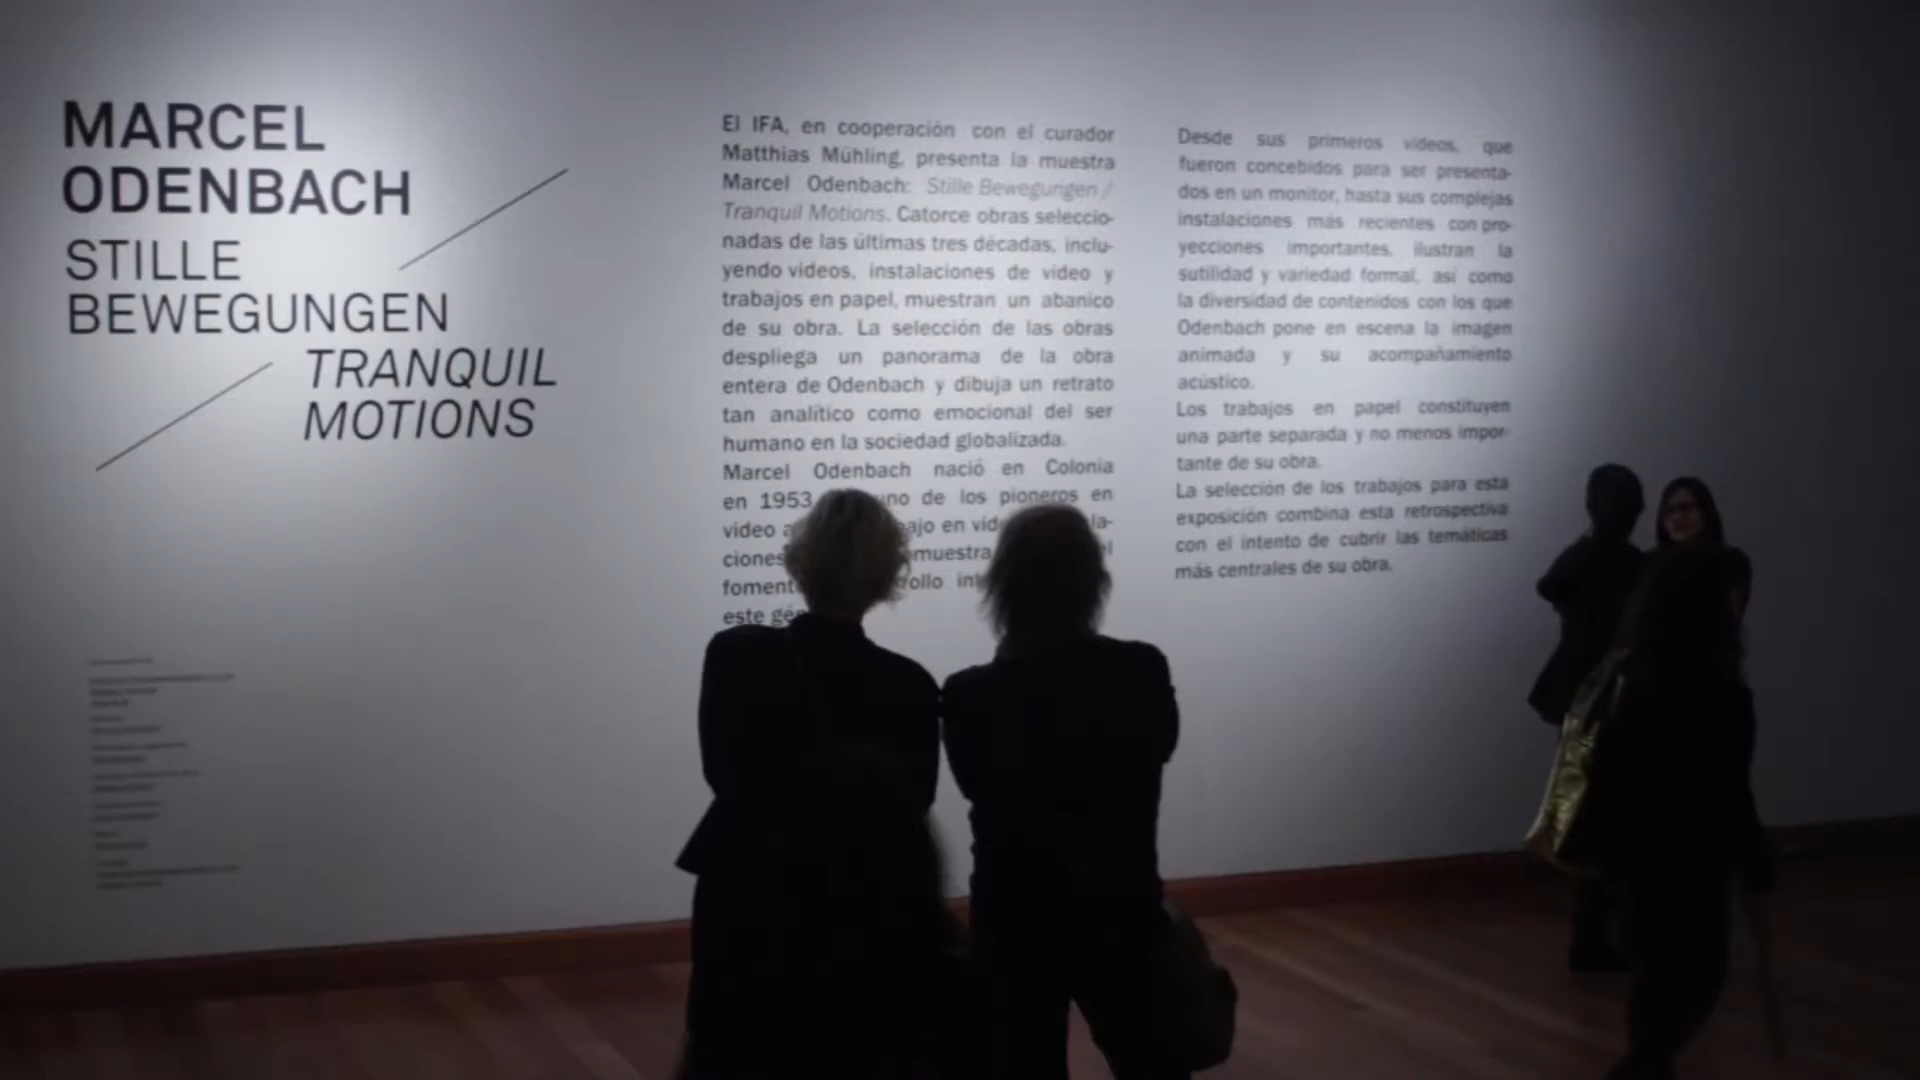 MARCEL
ODENBACH
STILLE
BEWEGUNGEN
TRANQUIL
MOTIONS
El IFA, en cooperación con el curador
Matthias Mühling, presenta la muestra
Marcel Odenbach: Stille Bewegungen /
Tranquil Motions. Catorce obras seleccio-
nadas de las últimas tres décadas, inclu-
yendo videos, instalaciones de video y
trabajos en papel, muestran un abanico
de su obra. La selección de las obras
despliega un panorama de la obra
entera de Odenbach y dibuja un retrato
tan analítico como emocional del ser
humano en la sociedad globalizada.
Marcel Odenbach nació en Colonia
en 1953 uno de los pioneros en
video en
ciones muestra
este
Desde sus primeros videos, que
fueron concebidos para ser presenta-
dos en un monitor, hasta sus complejas
instalaciones más recientes con pro-
yecciones importantes, ilustran la
sutilidad y variedad formal, así como
la diversidad de contenidos con los que
Odenbach pone en escena la imagen
animada y su acompañamiento
acústico.
Los trabajos en papel constituyen
una parte separada y no menos impor-
tante de su obra.
La selección de los trabajos para esta
exposición combina esta retrospectiva
con el intento de cubrir las temáticas
más centrales de su obra.